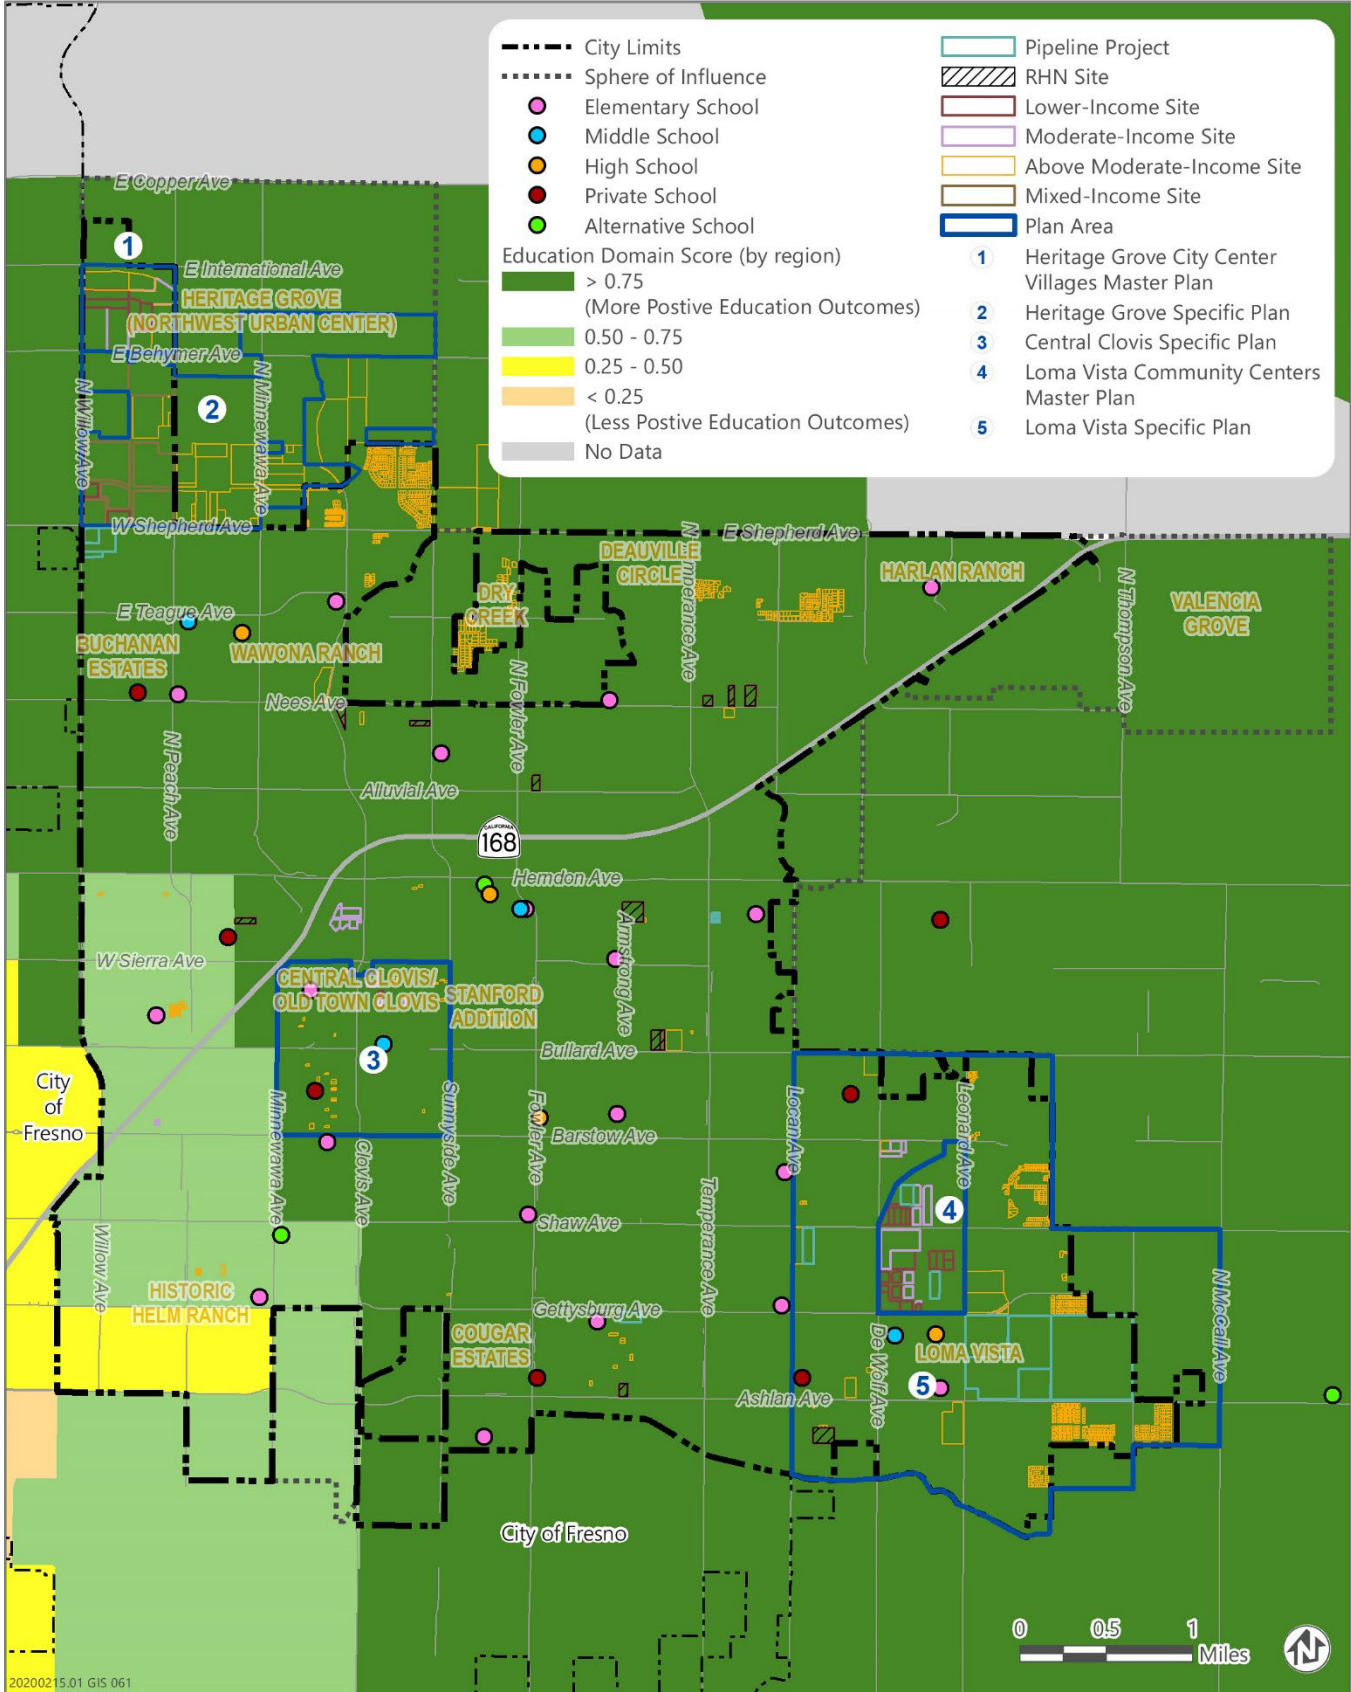 City Limits
Sphere of Influence
Elementary School
Middle School
High School
Private School
Alternative School
Education Domain Score (by region)
> 0.75
(More Postive Education Outcomes)
0.50 - 0.75
0.25 - 0.50
< 0.25
(Less Postive Education Outcomes)
No Data
Pipeline Project
RHN Site
Lower-Income Site
Moderate-Income Site
Above Moderate-Income Site
Mixed-Income Site
Plan Area
1 Heritage Grove City Center
Villages Master Plan
2 Heritage Grove Specific Plan
3 Central Clovis Specific Plan
4 Loma Vista Community Centers
Master Plan
5 Loma Vista Specific Plan
E Copper Ave
1
E International Ave
HERITAGE GROVE
(NORTHWEST URBAN CENTER)
E Behymer Ave
N Willow Ave
N Minnewawa Ave
2
W Shepherd Ave
E Shepherd Ave
DEAUVILLE
CIRCLE
N Temperance Ave
HARLAN RANCH
N Thompson Ave
VALENCIA
GROVE
DRY
CREEK
E Teague Ave
BUCHANAN
ESTATES
WAWONA RANCH
Nees Ave
N Fowler Ave
N Peach Ave
Alluvial Ave
CALIFORNIA
168
Herndon Ave
Armstrong Ave
W Sierra Ave
CENTRAL CLOVIS/
OLD TOWN CLOVIS
STANFORD
ADDITION
Bullard Ave
3
City
of
Fresno
Minnewawa Ave
Clovis Ave
Sunnyside Ave
Fowler Ave
Barstow Ave
Locan Ave
Leonard Ave
Temperance Ave
4
Shaw Ave
Willow Ave
HISTORIC
HELM RANCH
Gettysburg Ave
COUGAR
ESTATES
De Wolf Ave
LOMA VISTA
N McCall Ave
5
Ashlan Ave
City of Fresno
0 0.5 1
Miles
N
20200215.01 GIS 061